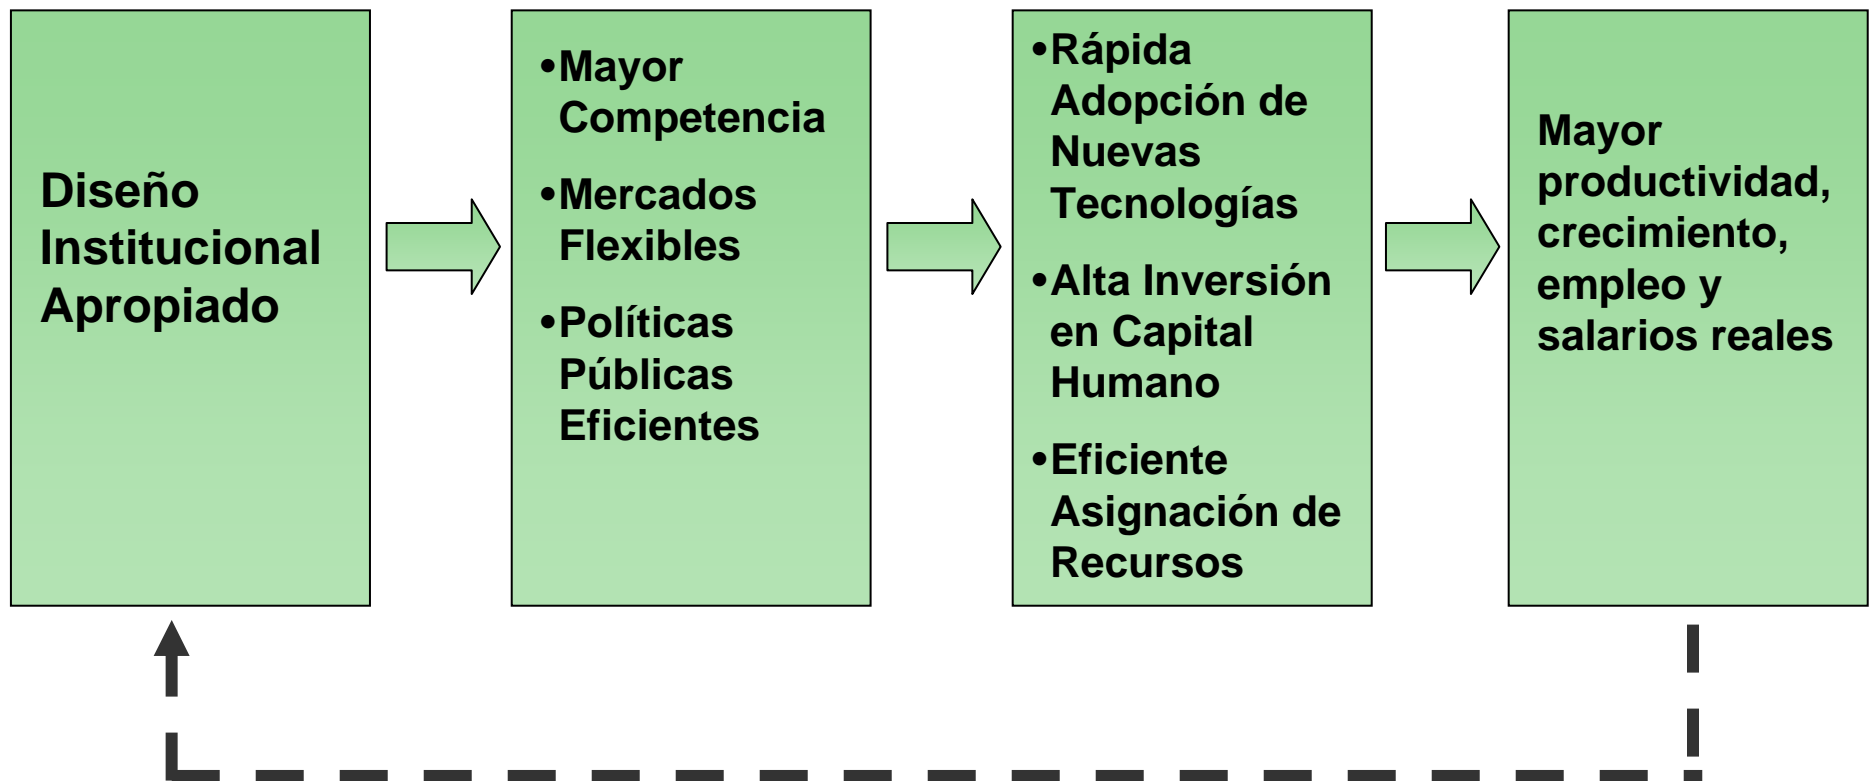 Diseño
Institucional
Apropiado
•Mayor
Competencia
•Mercados
Flexibles
•Políticas
Públicas
Eficientes
•Rápida
Adopción de
Nuevas
Tecnologías
•Alta Inversión
en Capital
Humano
•Eficiente
Asignación de
Recursos
Mayor
productividad,
crecimiento,
empleo y
salarios reales